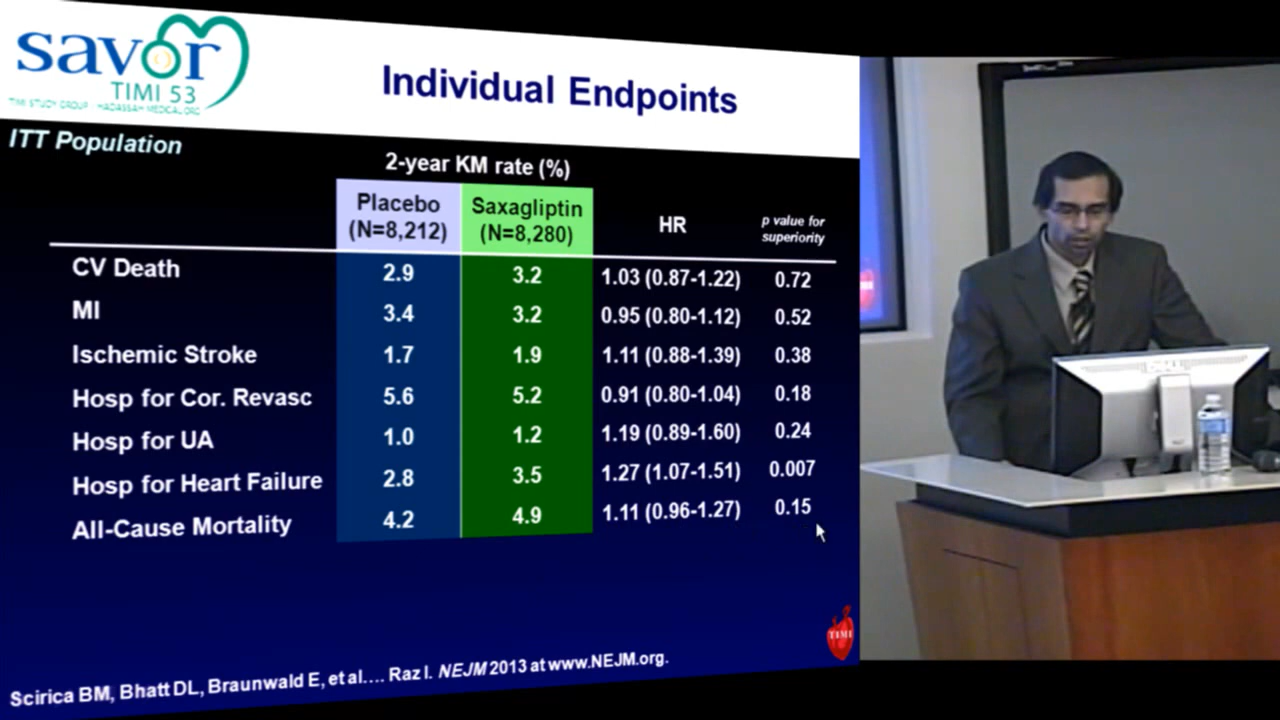 savor
TIMI 53
TIMI STUDY GROUP - HADASSAH MEDICAL ORG
Individual Endpoints
ITT Population
2-year KM rate (%)
Placebo (N=8,212) Saxagliptin (N=8,280) HR p value for superiority
CV Death 2.9 3.2 1.03 (0.87-1.22) 0.72
MI 3.4 3.2 0.95 (0.80-1.12) 0.52
Ischemic Stroke 1.7 1.9 1.11 (0.88-1.39) 0.38
Hosp for Cor. Revasc 5.6 5.2 0.91 (0.80-1.04) 0.18
Hosp for UA 1.0 1.2 1.19 (0.89-1.60) 0.24
Hosp for Heart Failure 2.8 3.5 1.27 (1.07-1.51) 0.007
All-Cause Mortality 4.2 4.9 1.11 (0.96-1.27) 0.15
TIMI
Scirica BM, Bhatt DL, Braunwald E, et al.... Raz I. NEJM 2013 at www.NEJM.org.